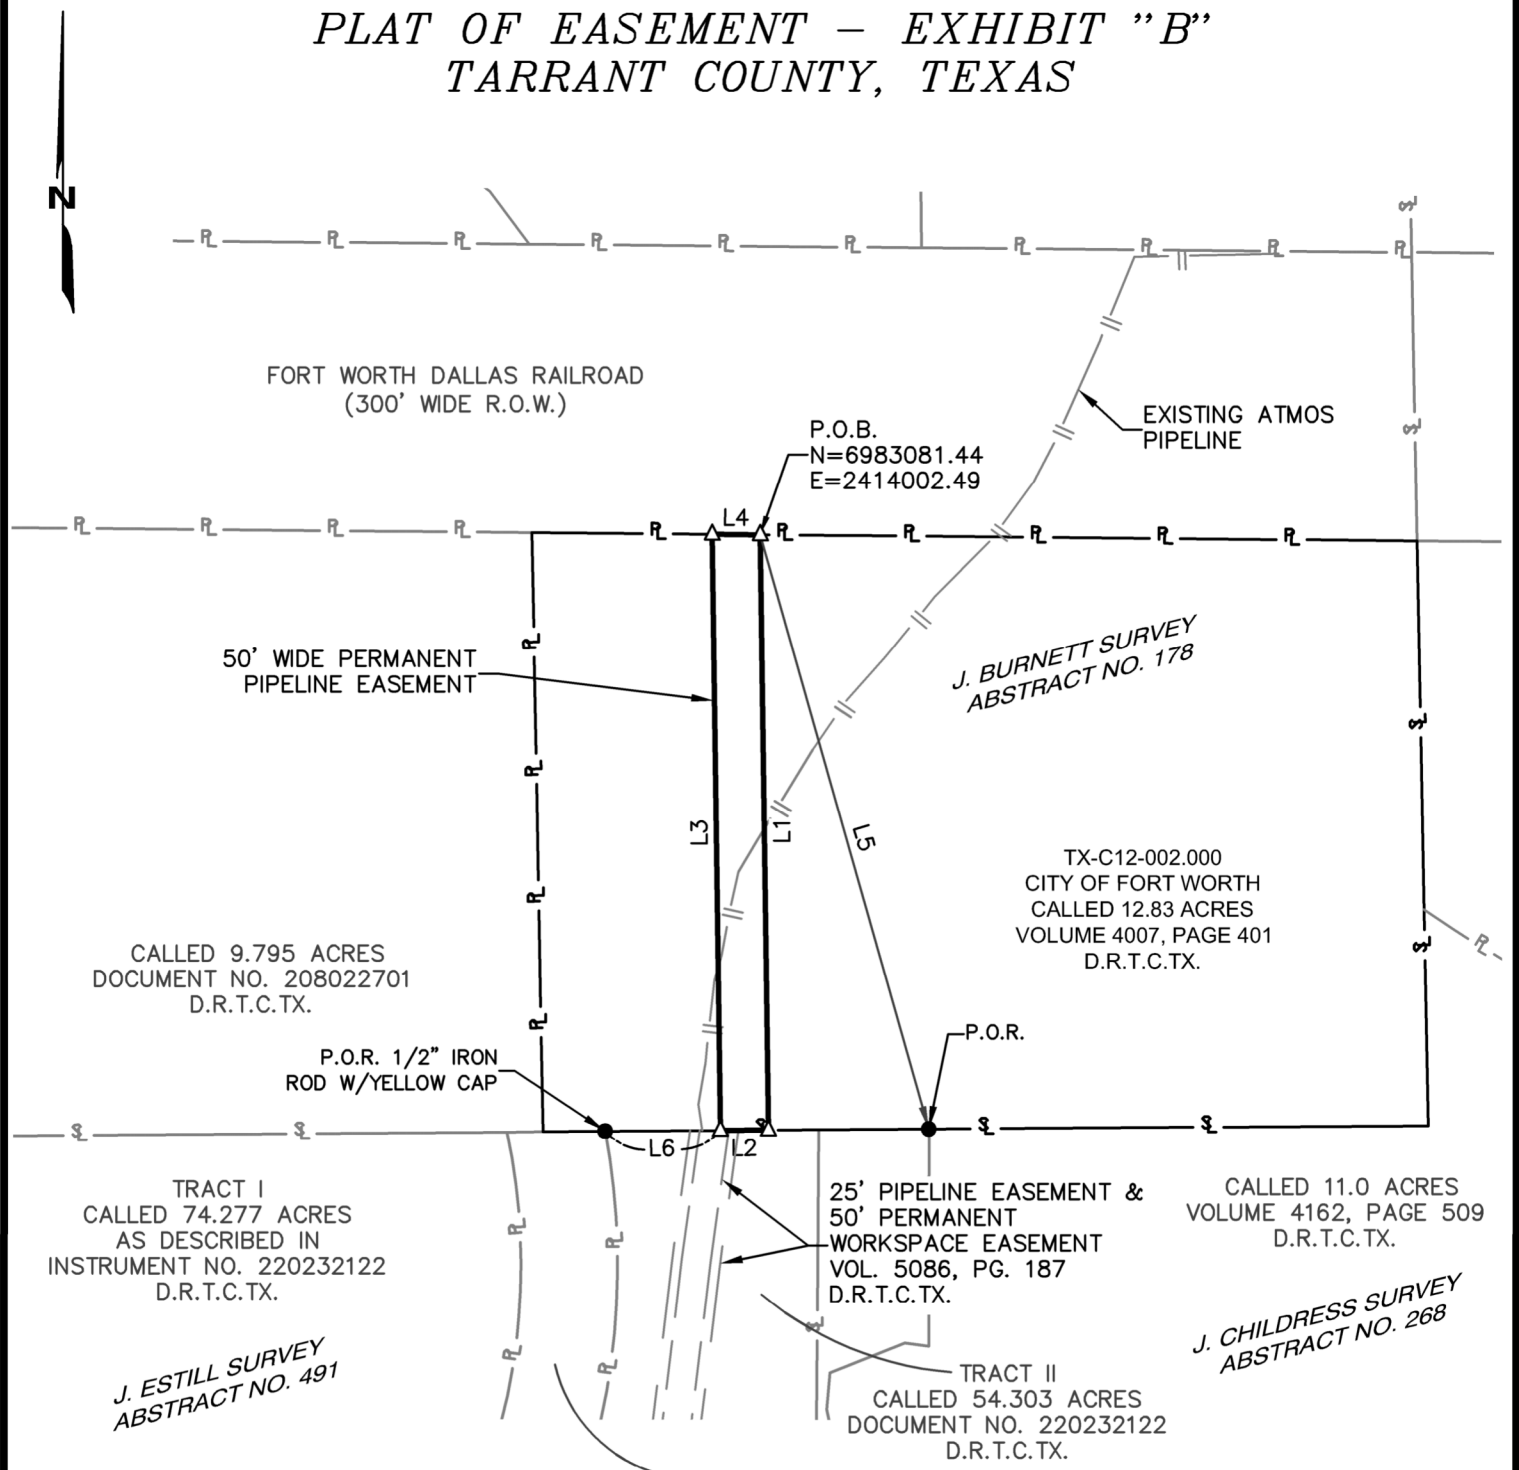 PLAT OF EASEMENT – EXHIBIT "B"
TARRANT COUNTY, TEXAS
N
FORT WORTH DALLAS RAILROAD
(300' WIDE R.O.W.)
P.O.B.
N=6983081.44
E=2414002.49
EXISTING ATMOS
PIPELINE
L4
50' WIDE PERMANENT
PIPELINE EASEMENT
J. BURNETT SURVEY
ABSTRACT NO. 178
L3
L1
L5
TX-C12-002.000
CITY OF FORT WORTH
CALLED 12.83 ACRES
VOLUME 4007, PAGE 401
D.R.T.C.TX.
CALLED 9.795 ACRES
DOCUMENT NO. 208022701
D.R.T.C.TX.
P.O.R. 1/2" IRON
ROD W/YELLOW CAP
P.O.R.
L6
L2
TRACT I
CALLED 74.277 ACRES
AS DESCRIBED IN
INSTRUMENT NO. 220232122
D.R.T.C.TX.
25' PIPELINE EASEMENT &
50' PERMANENT
WORKSPACE EASEMENT
VOL. 5086, PG. 187
D.R.T.C.TX.
CALLED 11.0 ACRES
VOLUME 4162, PAGE 509
D.R.T.C.TX.
J. ESTILL SURVEY
ABSTRACT NO. 491
J. CHILDRESS SURVEY
ABSTRACT NO. 268
TRACT II
CALLED 54.303 ACRES
DOCUMENT NO. 220232122
D.R.T.C.TX.